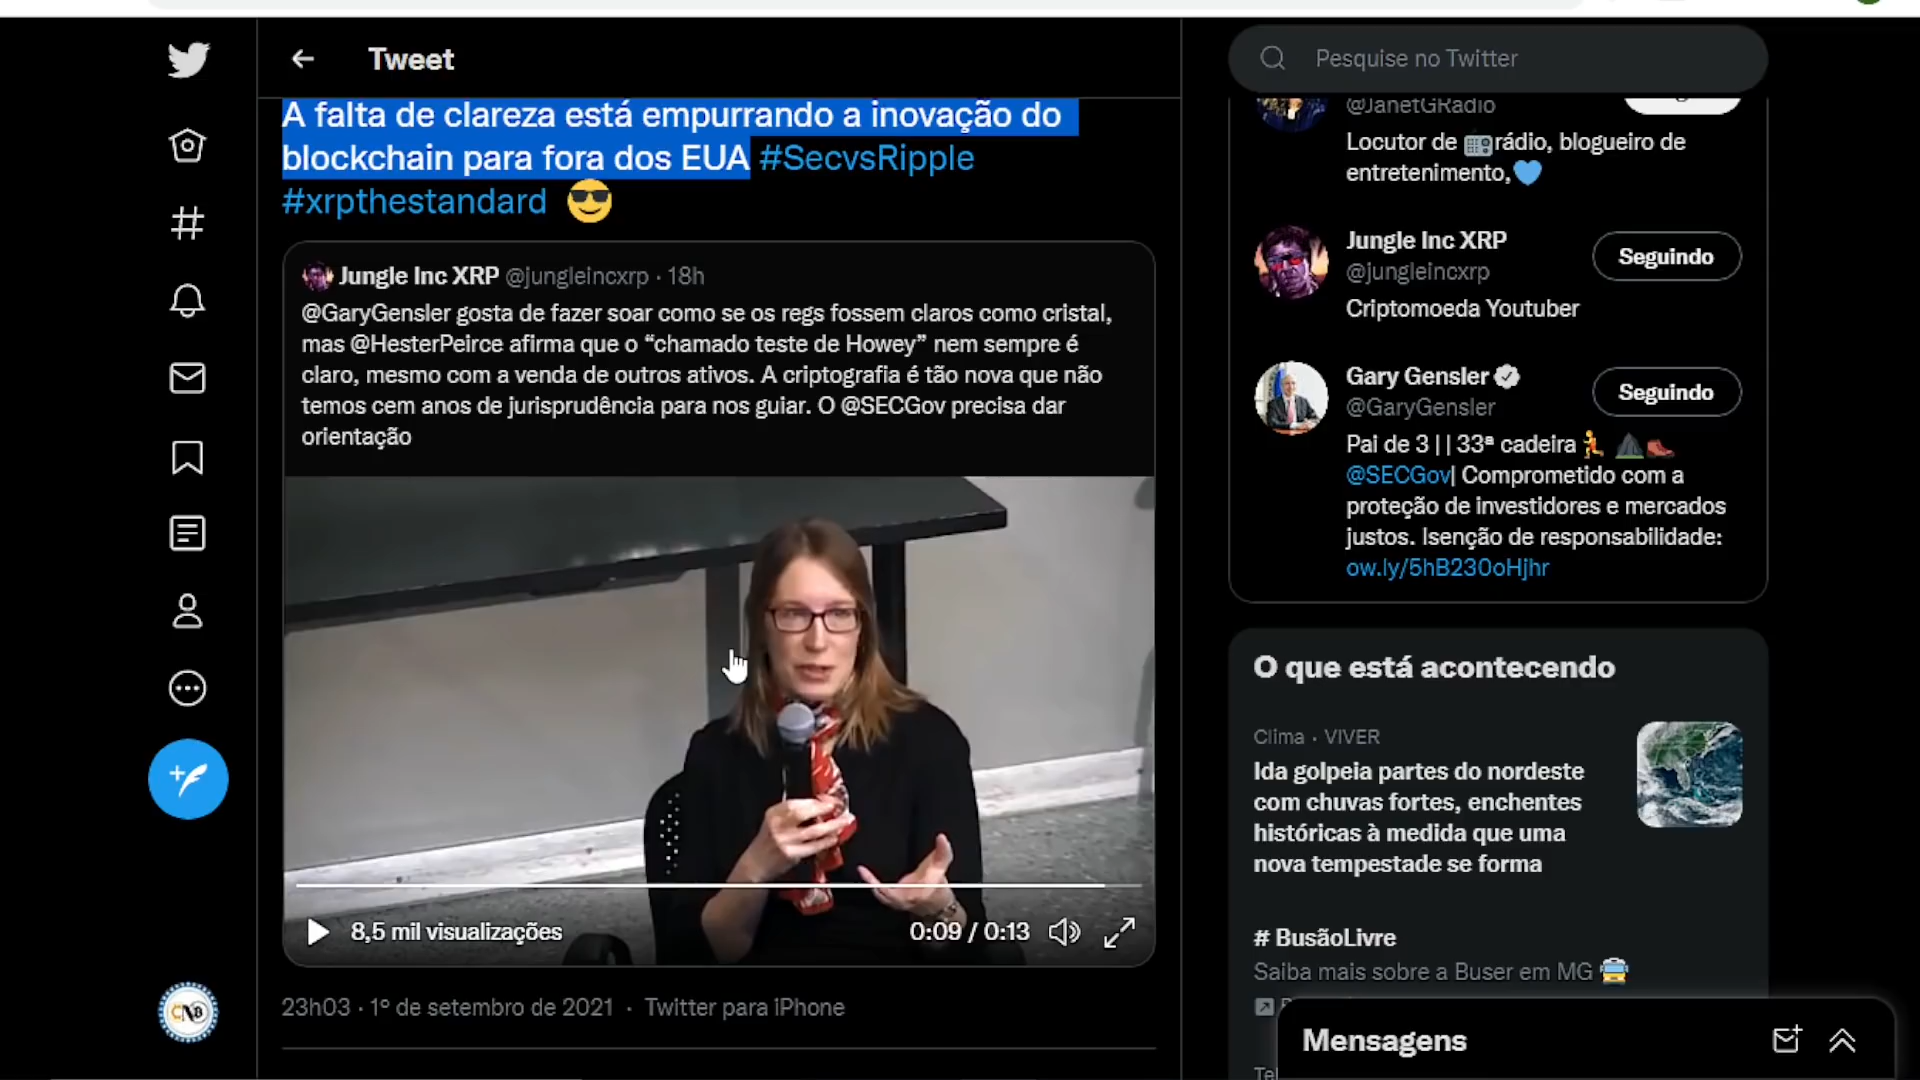 Tweet
A falta de clareza está empurrando a inovação do
blockchain para fora dos EUA #SecvsRipple
#xrpthestandard 😎
Jungle Inc XRP @jungleincxrp · 18h
@GaryGensler gosta de fazer soar como se os regs fossem claros como cristal,
mas @HesterPeirce afirma que o “chamado teste de Howey” nem sempre é
claro, mesmo com a venda de outros ativos. A criptografia é tão nova que não
temos cem anos de jurisprudência para nos guiar. O @SECGov precisa dar
orientação
8,5 mil visualizações
0:09 / 0:13
23h03 · 1º de setembro de 2021 · Twitter para iPhone
Pesquise no Twitter
@JanetGRadio
Locutor de 📻rádio, blogueiro de
entretenimento,💙
Jungle Inc XRP
@jungleincxrp
Seguindo
Criptomoeda Youtuber
Gary Gensler
@GaryGensler
Seguindo
Pai de 3 | | 33ª cadeira🏃 ⛰️🥾
@SECGov| Comprometido com a
proteção de investidores e mercados
justos. Isenção de responsabilidade:
ow.ly/5hB230oHjhr
O que está acontecendo
Clima · VIVER
Ida golpeia partes do nordeste
com chuvas fortes, enchentes
históricas à medida que uma
nova tempestade se forma
# BusãoLivre
Saiba mais sobre a Buser em MG 🚍
Mensagens
CNB